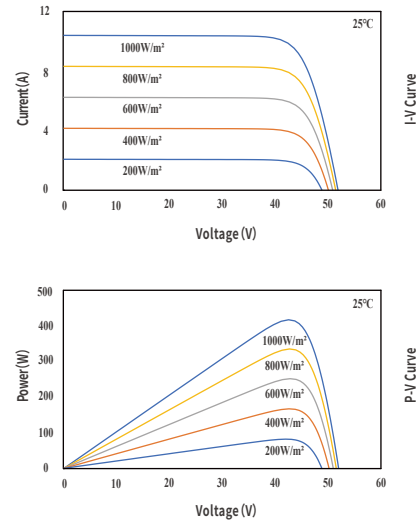 12
8
4
0
Current(A)
25℃
1000W/m²
800W/m²
600W/m²
400W/m²
200W/m²
0 10 20 30 40 50 60
Voltage(V)
I-V Curve
500
400
300
200
100
0
Power(W)
25℃
1000W/m²
800W/m²
600W/m²
400W/m²
200W/m²
0 10 20 30 40 50 60
Voltage(V)
P-V Curve